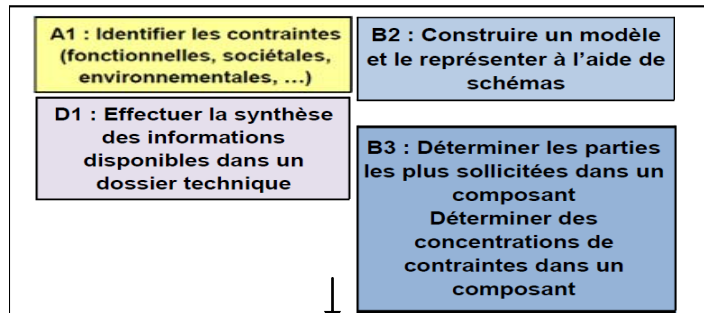 A1 : Identifier les contraintes
(fonctionnelles, sociétales,
environnementales, ...)
B2 : Construire un modèle
et le représenter à l'aide de
schémas
D1 : Effectuer la synthèse
des informations
disponibles dans un
dossier technique
B3 : Déterminer les parties
les plus sollicitées dans un
composant
Déterminer des
concentrations de
contraintes dans un
composant